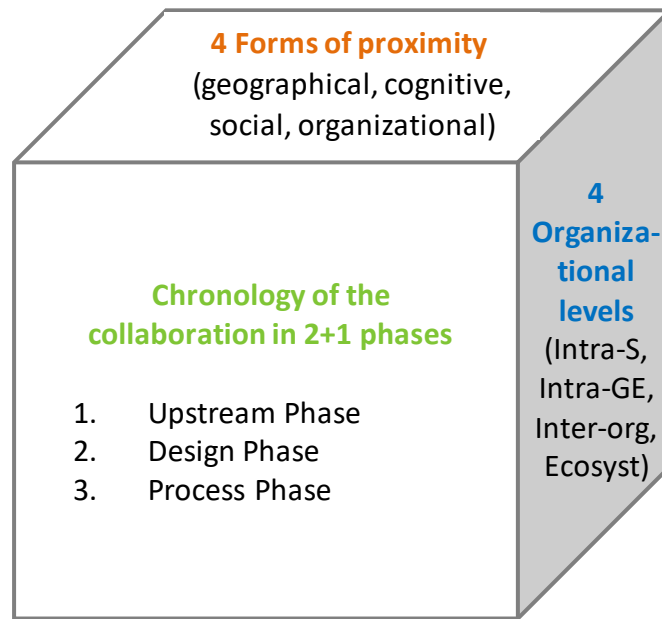 4 Forms of proximity
(geographical, cognitive,
social, organizational)
4
Organiza-
tional
levels
(Intra-S,
Intra-GE,
Inter-org,
Ecosyst)
Chronology of the
collaboration in 2+1 phases
1. Upstream Phase
2. Design Phase
3. Process Phase